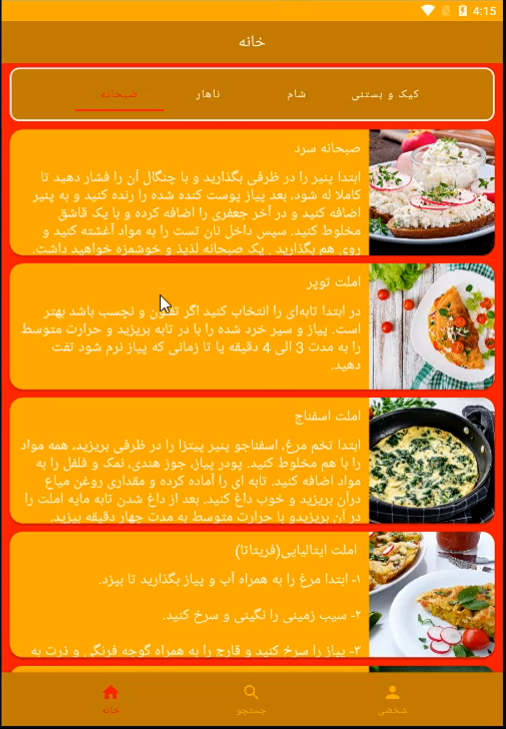 4:15
خانه
صبحانه
ناهار
شام
کیک و بستنی
صبحانه سرد
ابتدا پنیر را در ظرفی بگذارید و با چنگال آن را فشار دهید تا
کاملا له شود، بعد پیاز پوست کنده شده را رنده کنید و به پنیر
اضافه کنید و در آخر جعفری را اضافه کرده و با یک قاشق
مخلوط کنید. سپس داخل نان تست را به مواد آغشته کنید و
روی هم بگذارید . یک صبحانه لذیذ و خوشمزه خواهید داشت.
املت توپر
در ابتدا تابه‌ای را انتخاب کنید اگر تفلون و نچسب باشد بهتر
است. پیاز و سیر خرد شده را با در تابه بریزید و حرارت متوسط
را به مدت 3 الی 4 دقیقه یا تا زمانی که پیاز نرم شود تفت
دهید.
املت اسفناج
ابتدا تخم مرغ، اسفناجو پنیر پیتزا را در ظرفی بریزید، همه مواد
را با هم مخلوط کنید. پودر پیاز، جوز هندی، نمک و فلفل را به
مواد اضافه کنید. تابه ای را آماده کرده و مقداری روغن میاع
درآن بریزید و خوب داغ کنید. بعد از داغ شدن تابه مایه املت را
در آن بریزیدو با حرارت متوسط به مدت چهار دقیقه بپزید.
املت ایتالیایی(فریتاتا)
۱- ابتدا مرغ را به همراه آب و پیاز بگذارید تا بپزد.
۲- سیب زمینی را نگینی و سرخ کنید.
۳- پیاز را سرخ کنید و قارچ را به همراه گوجه فرنگی و ذرت به
خانه
جستجو
شخصی